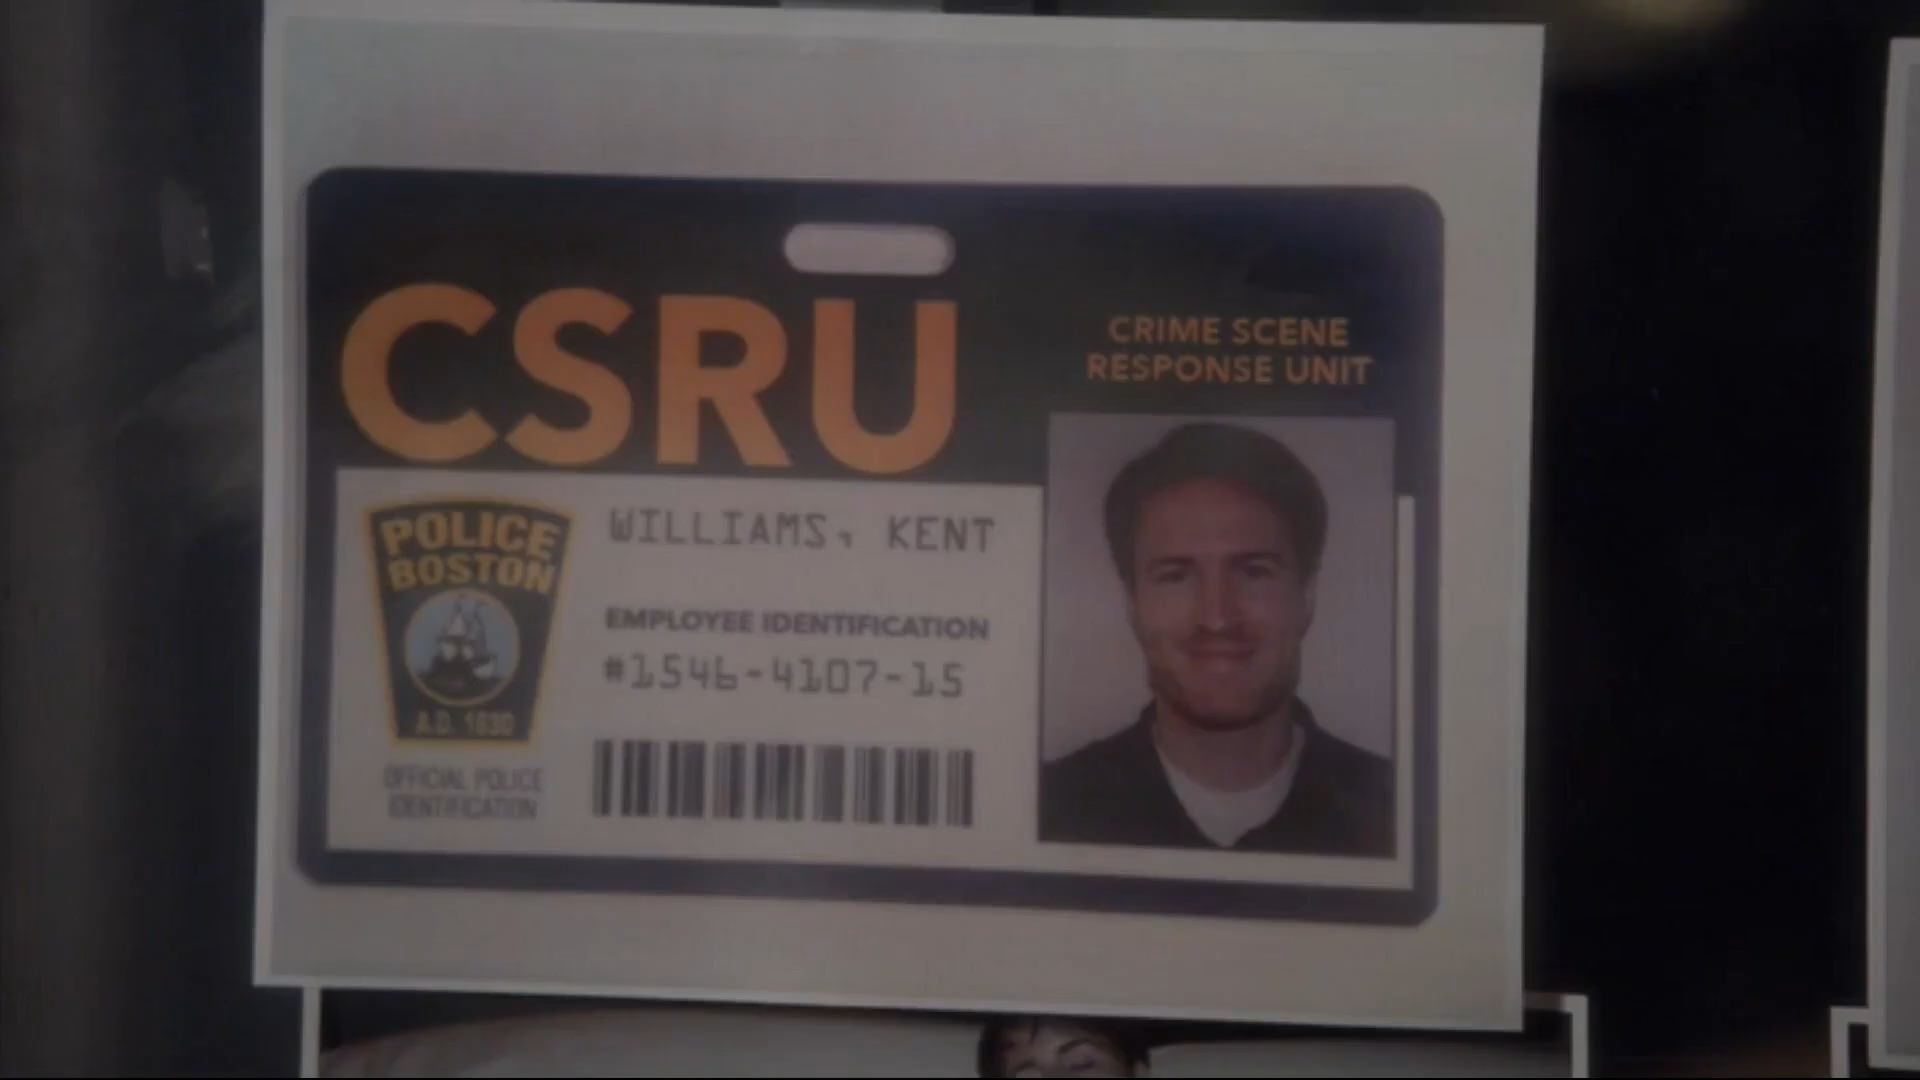 CSRU
CRIME SCENE
RESPONSE UNIT
POLICE
BOSTON
A.D. 1630
OFFICIAL POLICE
IDENTIFICATION
WILLIAMS, KENT
EMPLOYEE IDENTIFICATION
#1546-4107-15